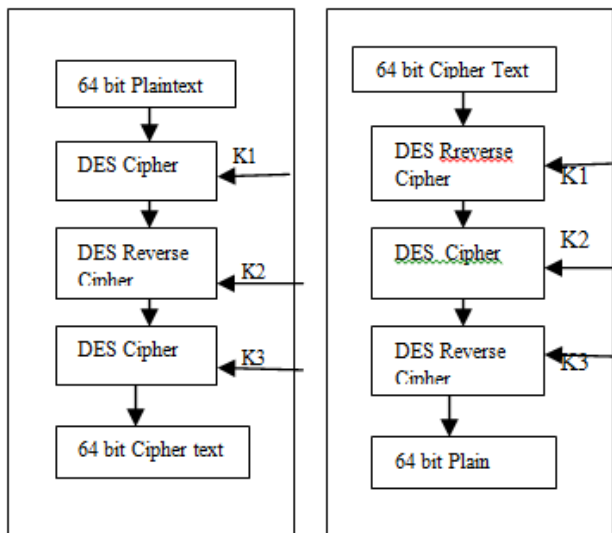 64 bit Plaintext
DES Cipher
K1
DES Reverse
Cipher
K2
DES Cipher
K3
64 bit Cipher text
64 bit Cipher Text
DES Rreverse
Cipher
K1
DES Cipher
K2
DES Reverse
Cipher
K3
64 bit Plain